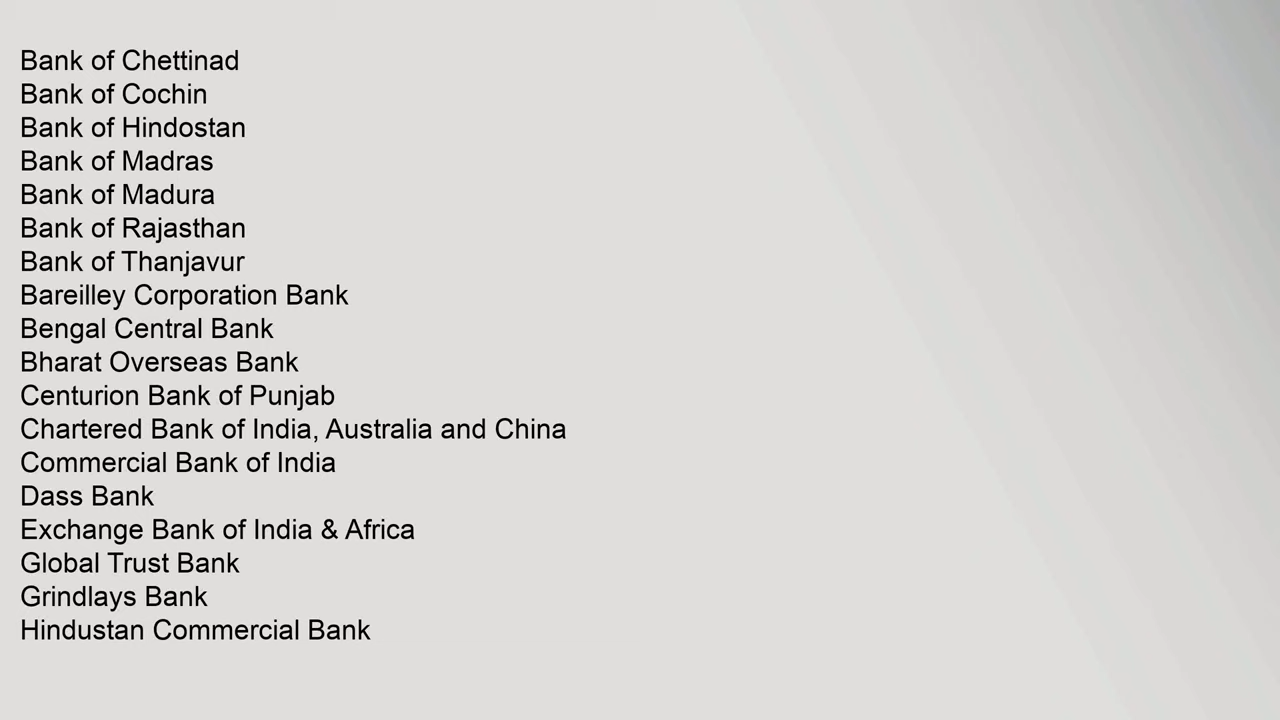 Bank of Chettinad
Bank of Cochin
Bank of Hindostan
Bank of Madras
Bank of Madura
Bank of Rajasthan
Bank of Thanjavur
Bareilley Corporation Bank
Bengal Central Bank
Bharat Overseas Bank
Centurion Bank of Punjab
Chartered Bank of India, Australia and China
Commercial Bank of India
Dass Bank
Exchange Bank of India & Africa
Global Trust Bank
Grindlays Bank
Hindustan Commercial Bank